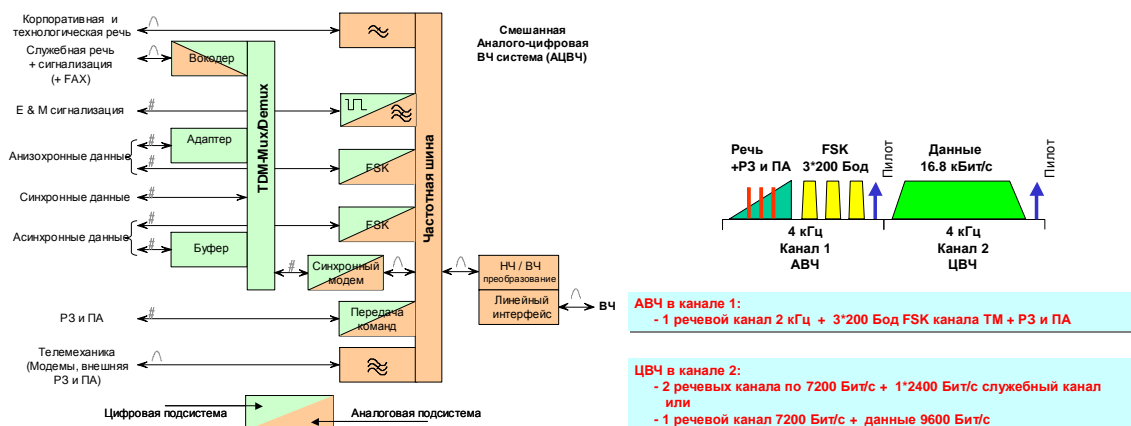 Корпоративная и
технологическая речь
Служебная речь
+ сигнализация
(+ FAX)
E & M сигнализация
Анизохронные данные
Синхронные данные
Асинхронные данные
РЗ и ПА
Телемеханика
(Модемы, внешняя
РЗ и ПА)
#
#
#
#
#
#
#
Вокодер
Адаптер
Буфер
TDM-Mux/Demux
FSK
FSK
Синхронный
модем
Передача
команд
Частотная шина
НЧ / ВЧ
преобразование
Линейный
интерфейс
ВЧ
Цифровая подсистема
Аналоговая подсистема
Смешанная
Аналого-цифровая
ВЧ система (АЦВЧ)
Речь
+РЗ и ПА
FSK
3*200 Бод
Пилот
Данные
16.8 кБит/с
Пилот
4 кГц
Канал 1
АВЧ
4 кГц
Канал 2
ЦВЧ
АВЧ в канале 1:
- 1 речевой канал 2 кГц + 3*200 Бод FSK канала ТМ + РЗ и ПА
ЦВЧ в канале 2:
- 2 речевых канала по 7200 Бит/с + 1*2400 Бит/с служебный канал
или
- 1 речевой канал 7200 Бит/с + данные 9600 Бит/с